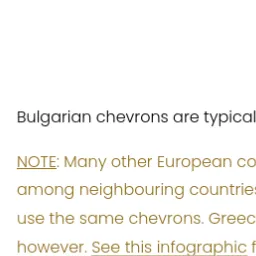 Bulgarian chevrons are typical
NOTE: Many other European co
among neighbouring countries
use the same chevrons. Greec
however. See this infographic f